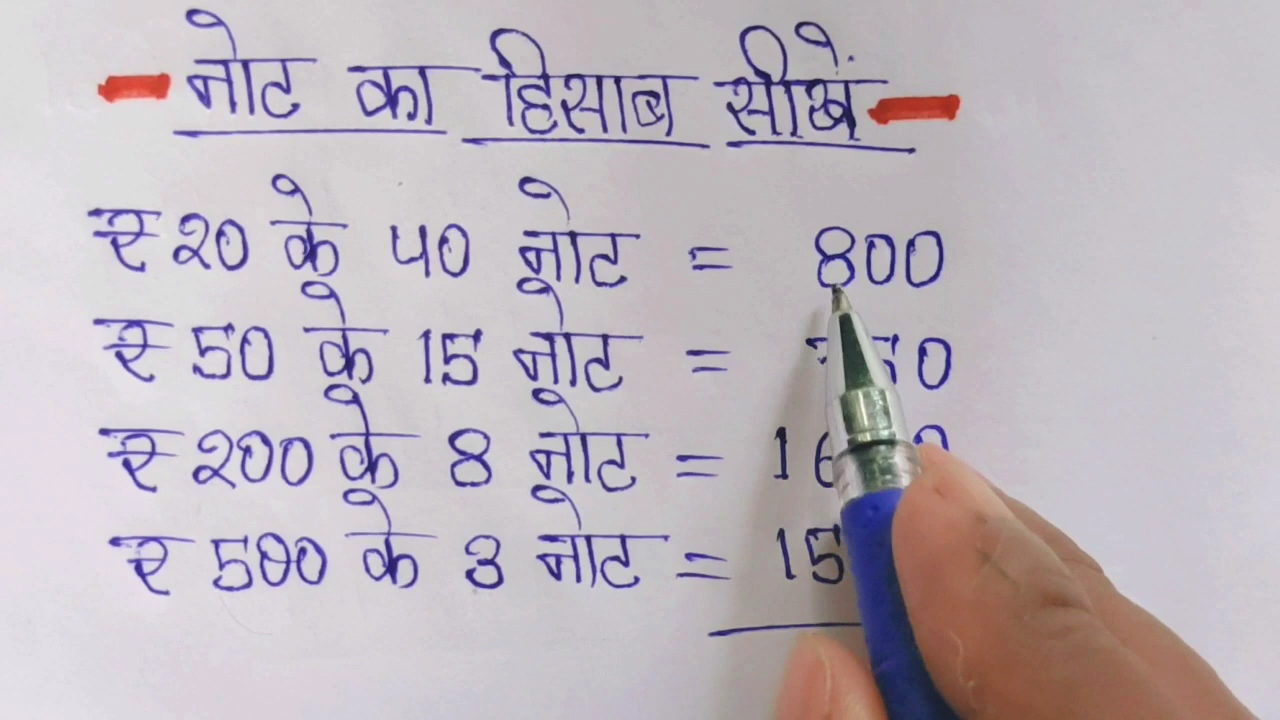 नोट का हिसाब सीखें
₹ 20 के 40 नोट = 800
₹ 50 के 15 नोट =
₹ 200 के 8 नोट =
₹ 500 के 3 नोट =